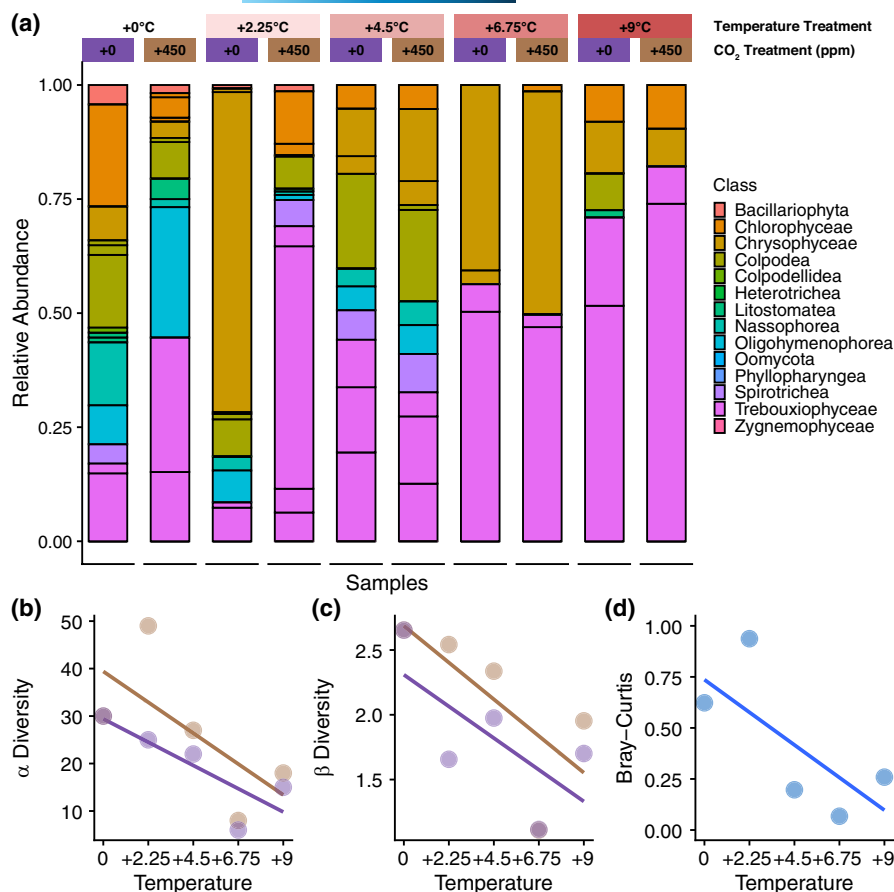 (a)
+0°C +2.25°C +4.5°C +6.75°C +9°C Temperature Treatment
+0 +450 +0 +450 +0 +450 +0 +450 +0 +450 CO2 Treatment (ppm)
Relative Abundance
1.00
0.75
0.50
0.25
0.00
Samples
Class
Bacillariophyta
Chlorophyceae
Chrysophyceae
Colpodea
Colpodellidea
Heterotrichea
Litostomatea
Nassophorea
Oligohymenophorea
Oomycota
Phyllopharyngea
Spirotrichea
Trebouxiophyceae
Zygnemophyceae
(b)
α Diversity
50
40
30
20
10
0 +2.25 +4.5 +6.75 +9
Temperature
(c)
β Diversity
2.5
2.0
1.5
0 +2.25 +4.5 +6.75 +9
Temperature
(d)
Bray−Curtis
1.00
0.75
0.50
0.25
0.00
0 +2.25 +4.5 +6.75 +9
Temperature